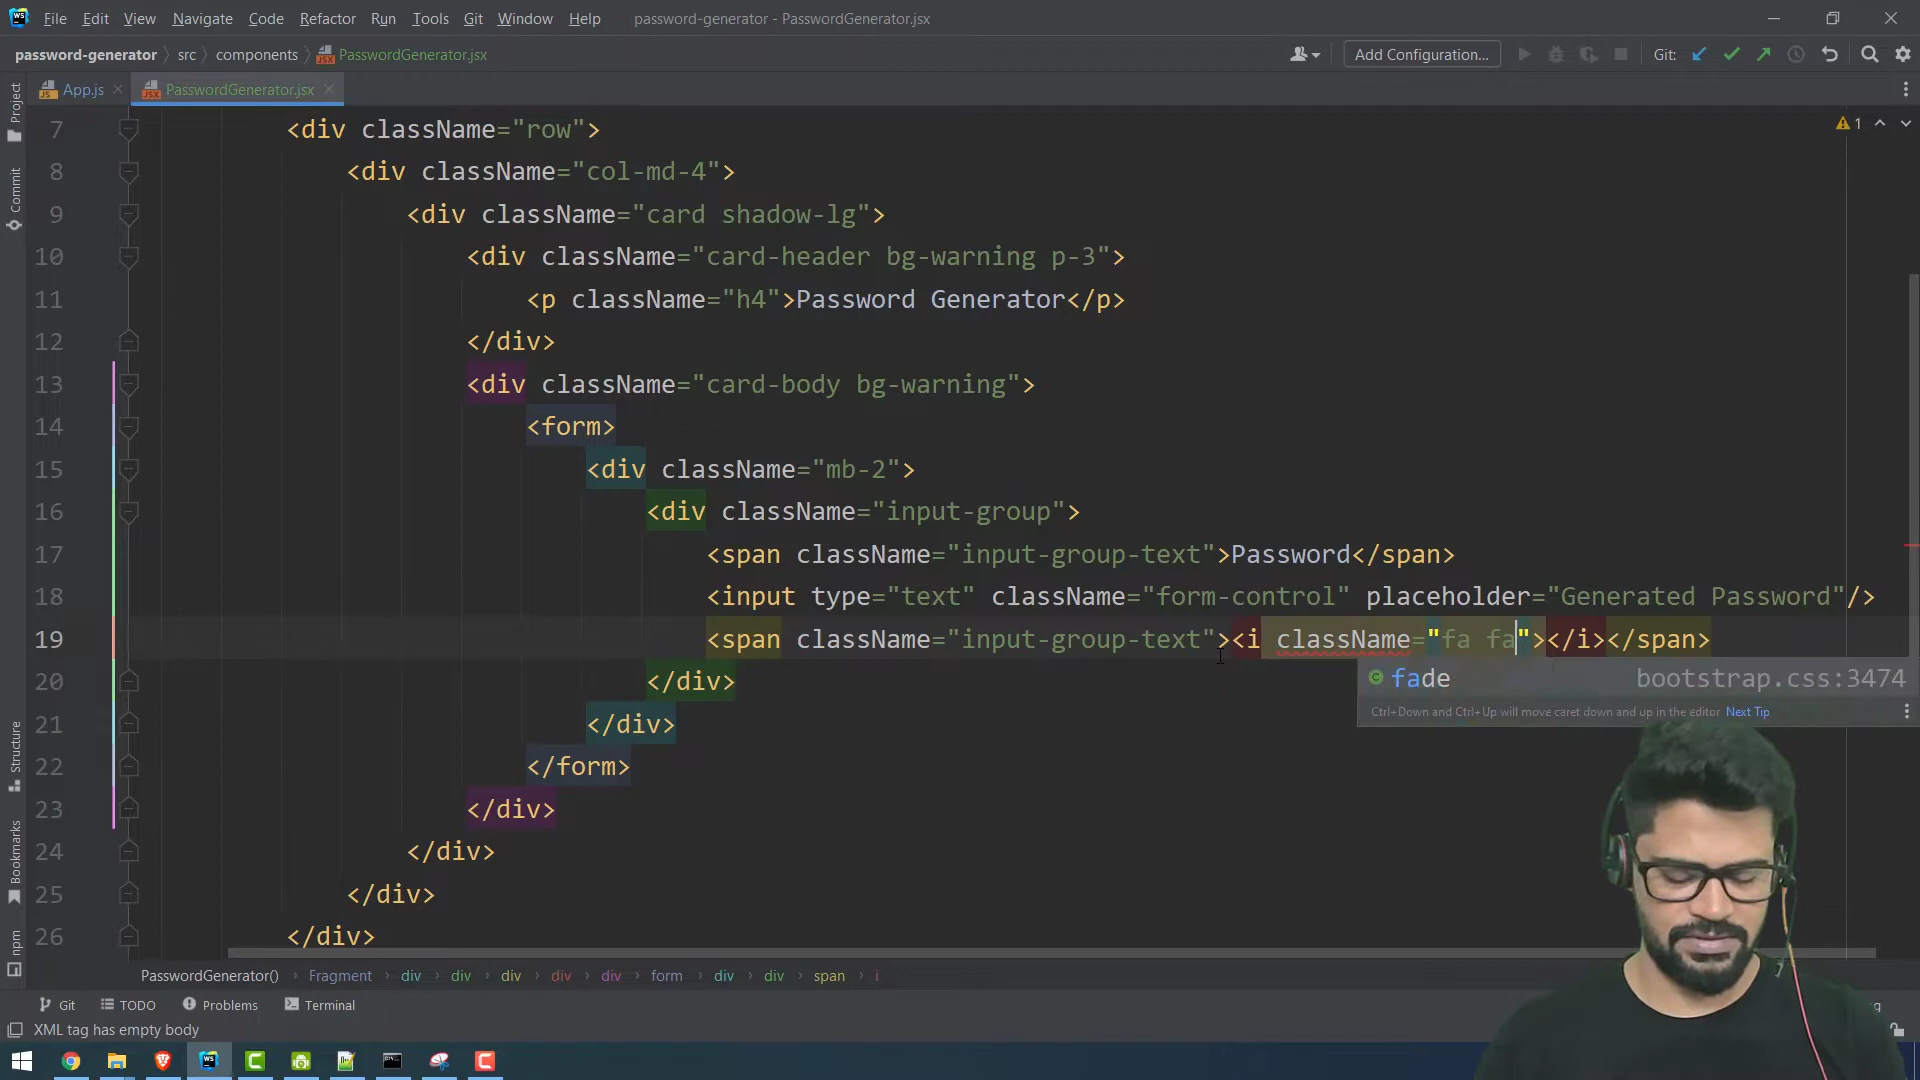 WS File Edit View Navigate Code Refactor Run Tools Git Window Help password-generator - PasswordGenerator.jsx
password-generator src components PasswordGenerator.jsx Add Configuration... Git:
App.js PasswordGenerator.jsx
Project
Commit
Structure
Bookmarks
npm
1
7 <div className="row">
8 <div className="col-md-4">
9 <div className="card shadow-lg">
10 <div className="card-header bg-warning p-3">
11 <p className="h4">Password Generator</p>
12 </div>
13 <div className="card-body bg-warning">
14 <form>
15 <div className="mb-2">
16 <div className="input-group">
17 <span className="input-group-text">Password</span>
18 <input type="text" className="form-control" placeholder="Generated Password"/>
19 <span className="input-group-text"><i className="fa fa"></i></span>
20 </div>
fade bootstrap.css:3474
Ctrl+Down and Ctrl+Up will move caret down and up in the editor Next Tip
21 </div>
22 </form>
23 </div>
24 </div>
25 </div>
26 </div>
PasswordGenerator() Fragment div div div div div form div div span i
Git TODO Problems Terminal
XML tag has empty body